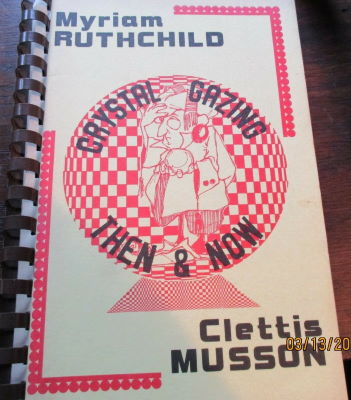 Myriam
RUTHCHILD
CRYSTAL GAZING
THEN & NOW
Clettis
MUSSON
03/13/20